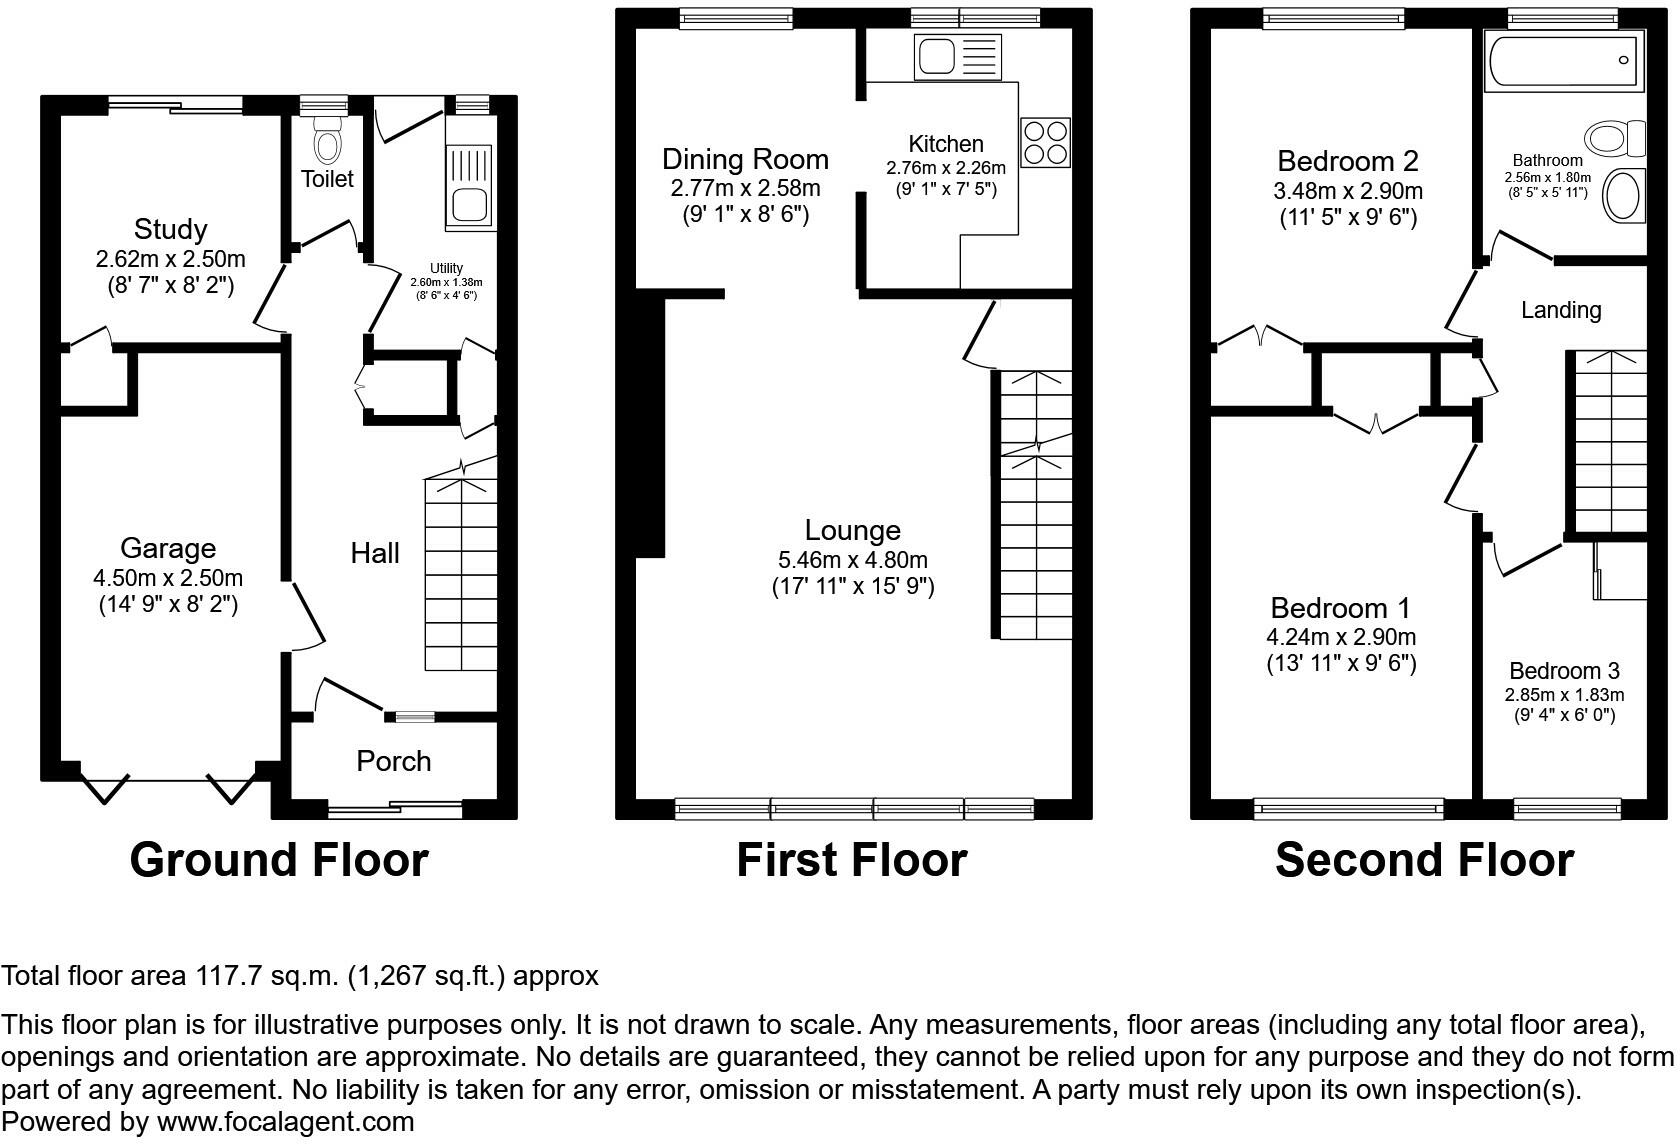 Toilet
Study
2.62m x 2.50m
(8' 7" x 8' 2")
Utility
2.60m x 1.38m
(8' 6" x 4' 6")
Garage
4.50m x 2.50m
(14' 9" x 8' 2")
Hall
Porch
Ground Floor
Dining Room
2.77m x 2.58m
(9' 1" x 8' 6")
Kitchen
2.76m x 2.26m
(9' 1" x 7' 5")
Lounge
5.46m x 4.80m
(17' 11" x 15' 9")
First Floor
Bedroom 2
3.48m x 2.90m
(11' 5" x 9' 6")
Bathroom
2.56m x 1.80m
(8' 5" x 5' 11")
Landing
Bedroom 1
4.24m x 2.90m
(13' 11" x 9' 6")
Bedroom 3
2.85m x 1.83m
(9' 4" x 6' 0")
Second Floor
Total floor area 117.7 sq.m. (1,267 sq.ft.) approx
This floor plan is for illustrative purposes only. It is not drawn to scale. Any measurements, floor areas (including any total floor area),
openings and orientation are approximate. No details are guaranteed, they cannot be relied upon for any purpose and they do not form
part of any agreement. No liability is taken for any error, omission or misstatement. A party must rely upon its own inspection(s).
Powered by www.focalagent.com